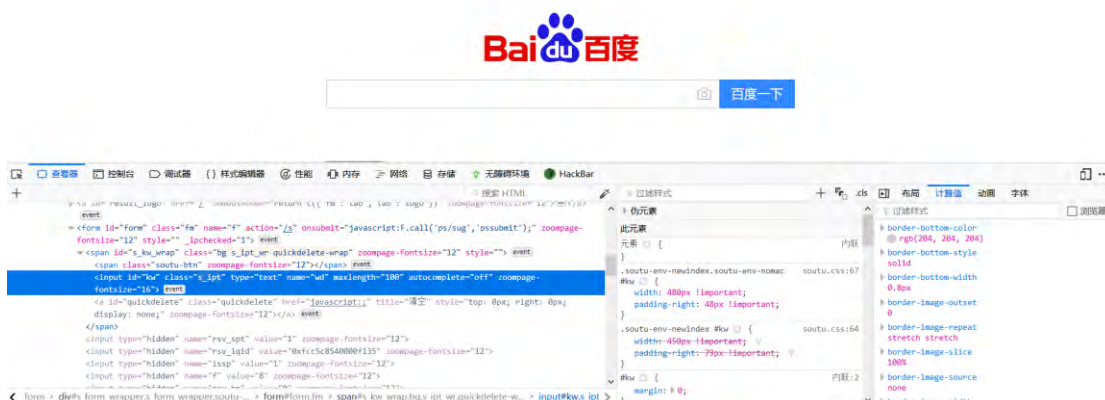 Bai du 百度
百度一下
查看器 控制台 调试器 {} 样式编辑器 性能 内存 网络 存储 无障碍环境 HackBar
+ 搜索 HTML
event
<form id="form" class="fm" name="f" action="/s" onsubmit="javascript:F.call('ps/sug','pssubmit');" zoompage-
fontsize="12" style="" _lpchecked="1"> event
<span id="s_kw_wrap" class="bg s_ipt_wr quickdelete-wrap" zoompage-fontsize="12" style=""> event
<span class="soutu-btn" zoompage-fontsize="12"></span> event
<input id="kw" class="s_ipt" type="text" name="wd" maxlength="100" autocomplete="off" zoompage-
fontsize="16"> event
<a id="quickdelete" class="quickdelete" href="javascript:;" title="清空" style="top: 0px; right: 0px;
display: none;" zoompage-fontsize="12"></a> event
</span>
<input type="hidden" name="rsv_spt" value="1" zoompage-fontsize="12">
<input type="hidden" name="rsv_iqid" value="0xfcc5c8540000f135" zoompage-fontsize="12">
<input type="hidden" name="issp" value="1" zoompage-fontsize="12">
<input type="hidden" name="f" value="8" zoompage-fontsize="12">
过滤样式 + .cls
伪元素
此元素
元素 { 内联
}
.soutu-env-newindex.soutu-env-nomac soutu.css:67
#kw {
width: 480px !important;
padding-right: 48px !important;
}
.soutu-env-newindex #kw { soutu.css:64
width: 450px !important;
padding-right: 79px !important;
}
#kw { 内联:2
margin: 0;
布局 计算值 动画 字体
过滤样式 浏览器
border-bottom-color
rgb(204, 204, 204)
border-bottom-style
solid
border-bottom-width
0.8px
border-image-outset
0
border-image-repeat
stretch stretch
border-image-slice
100%
border-image-source
none